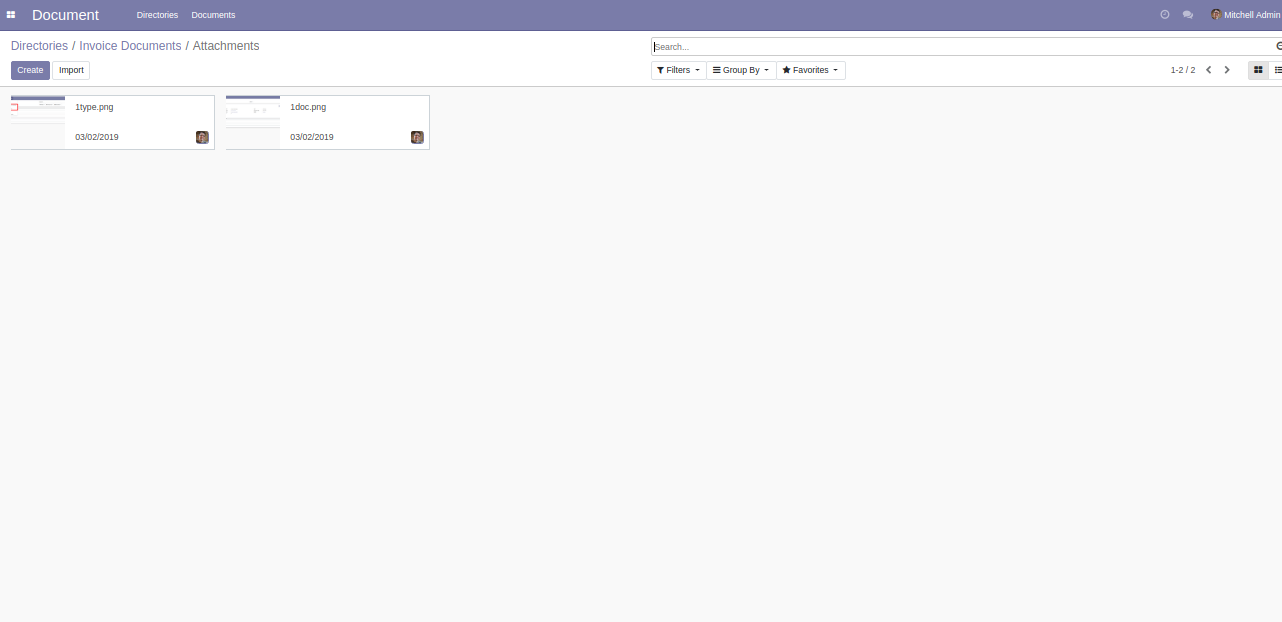 Document Directories Documents Mitchell Admin
Directories / Invoice Documents / Attachments
Search...
Create Import Filters Group By Favorites 1-2 / 2
1type.png
03/02/2019
1doc.png
03/02/2019